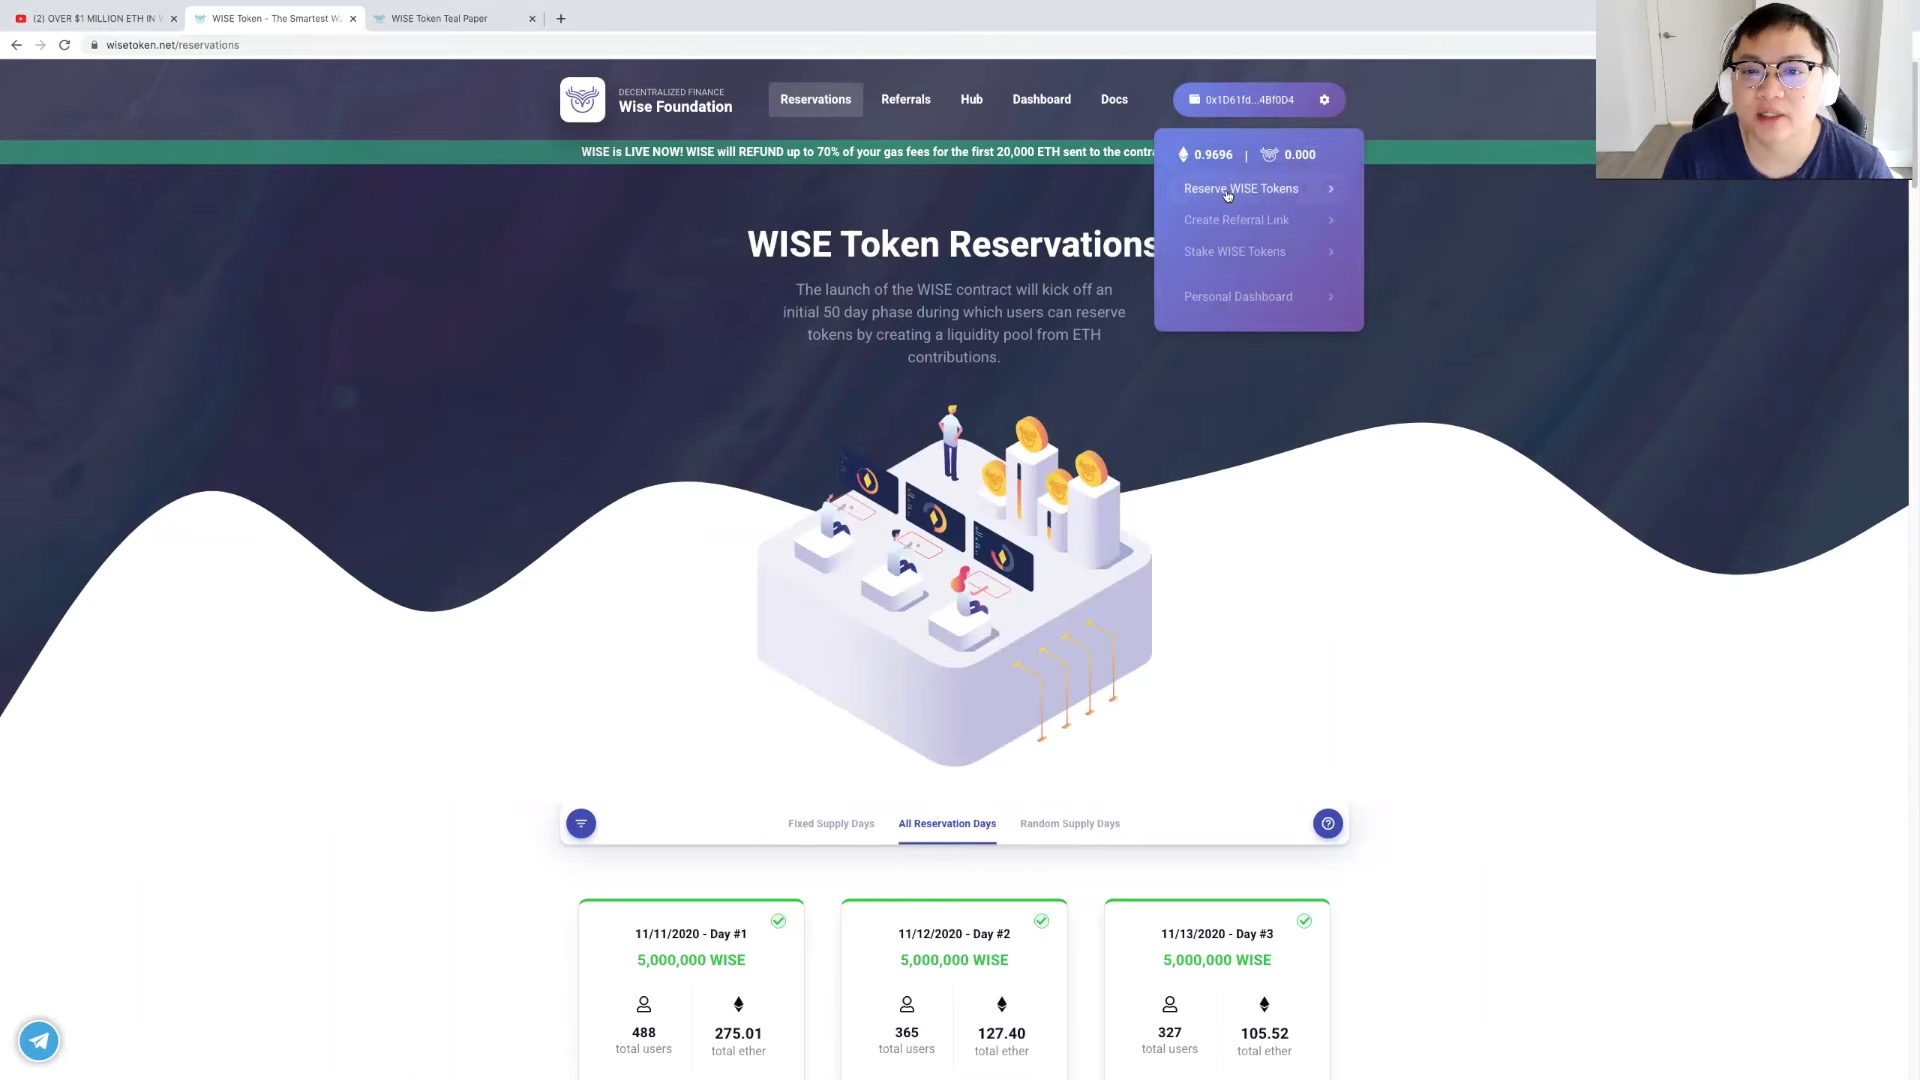 (2) OVER $1 MILLION ETH IN
WISE Token - The Smartest W
WISE Token Teal Paper
wisetoken.net/reservations
DECENTRALIZED FINANCE
Wise Foundation
Reservations
Referrals
Hub
Dashboard
Docs
0x1D61fd...4Bf0D4
WISE is LIVE NOW! WISE will REFUND up to 70% of your gas fees for the first 20,000 ETH sent to the contra
0.9696 | 0.000
Reserve WISE Tokens
Create Referral Link
Stake WISE Tokens
Personal Dashboard
WISE Token Reservations
The launch of the WISE contract will kick off an
initial 50 day phase during which users can reserve
tokens by creating a liquidity pool from ETH
contributions.
Fixed Supply Days
All Reservation Days
Random Supply Days
11/11/2020 - Day #1
5,000,000 WISE
488
total users
275.01
total ether
11/12/2020 - Day #2
5,000,000 WISE
365
total users
127.40
total ether
11/13/2020 - Day #3
5,000,000 WISE
327
total users
105.52
total ether